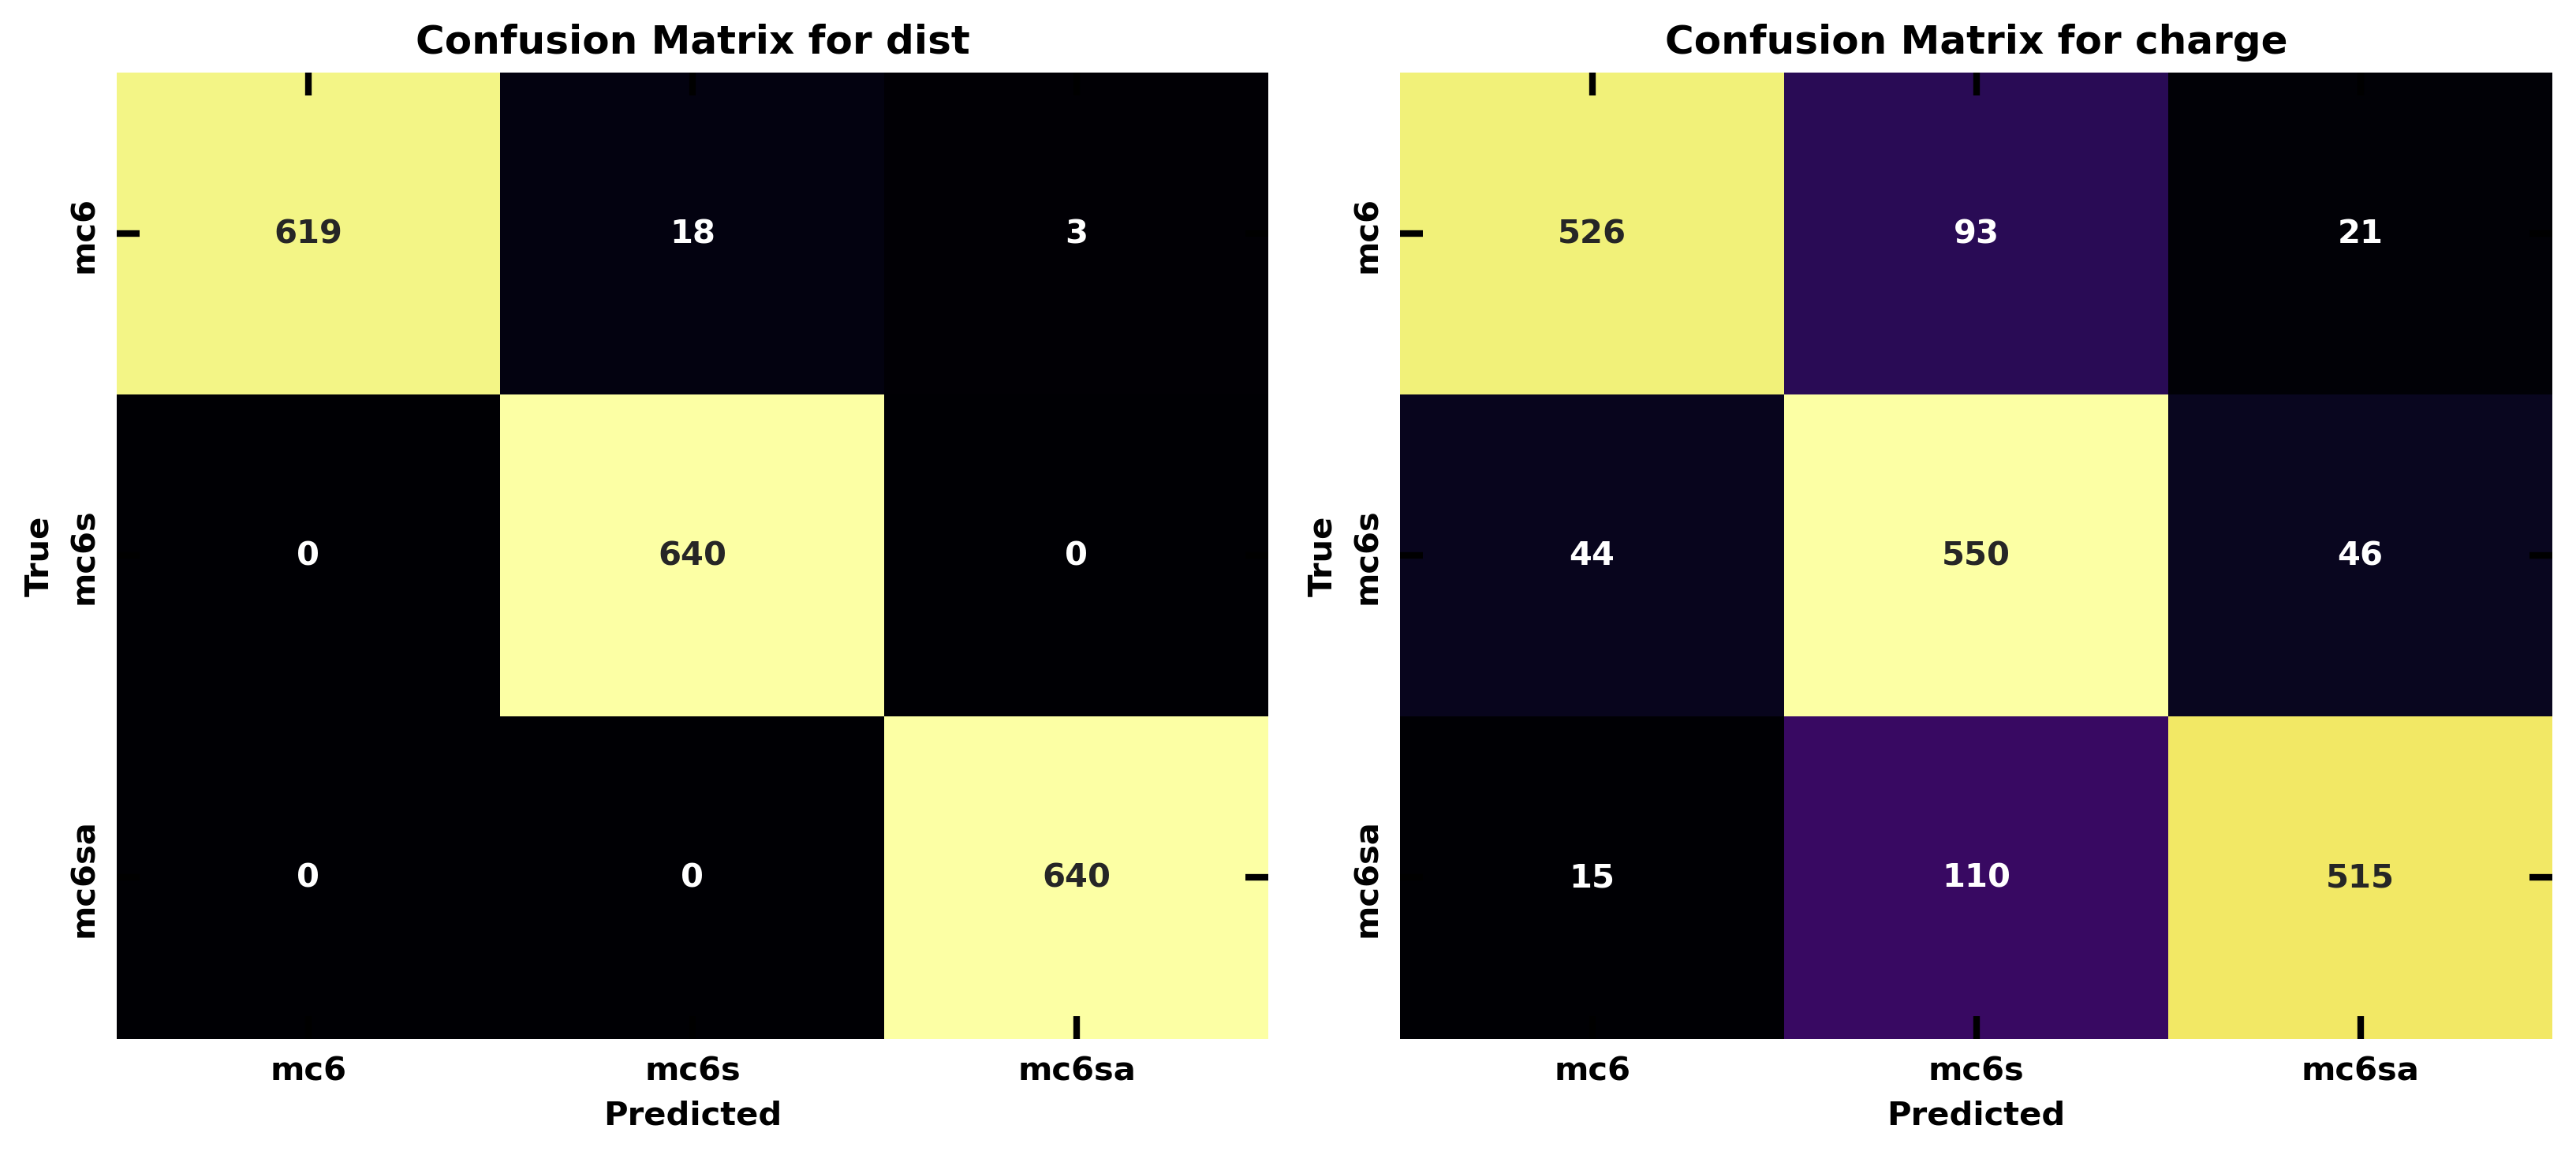 Confusion Matrix for dist
True
mc6
mc6s
mc6sa
619 18 3
0 640 0
0 0 640
mc6 mc6s mc6sa
Predicted
Confusion Matrix for charge
True
mc6
mc6s
mc6sa
526 93 21
44 550 46
15 110 515
mc6 mc6s mc6sa
Predicted